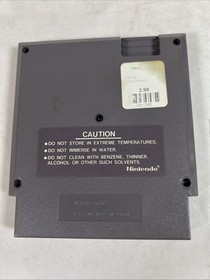 2.99
CAUTION
•DO NOT STORE IN EXTREME TEMPERATURES.
•DO NOT IMMERSE IN WATER.
•DO NOT CLEAN WITH BENZENE, THINNER,
ALCOHOL OR OTHER SUCH SOLVENTS.
Nintendo